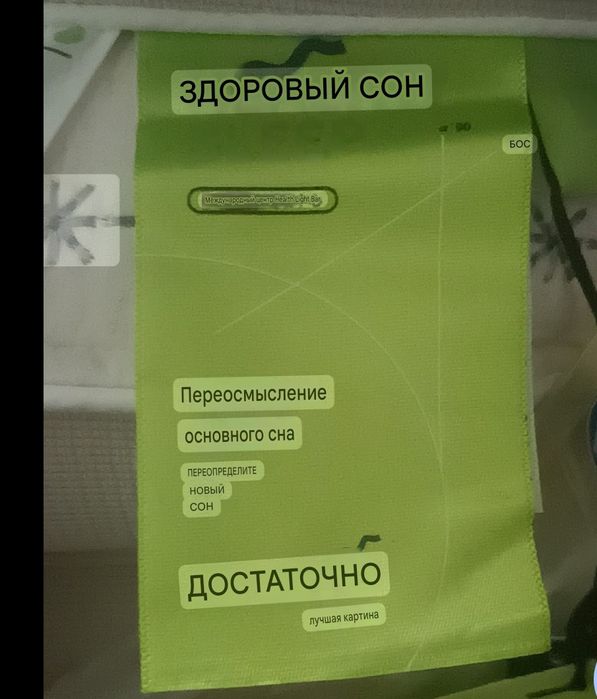 ЗДОРОВЫЙ СОН
БОС
Международный центр Health Light Bar
Переосмысление
основного сна
ПЕРЕОПРЕДЕЛИТЕ
НОВЫЙ
СОН
ДОСТАТОЧНО
лучшая картина